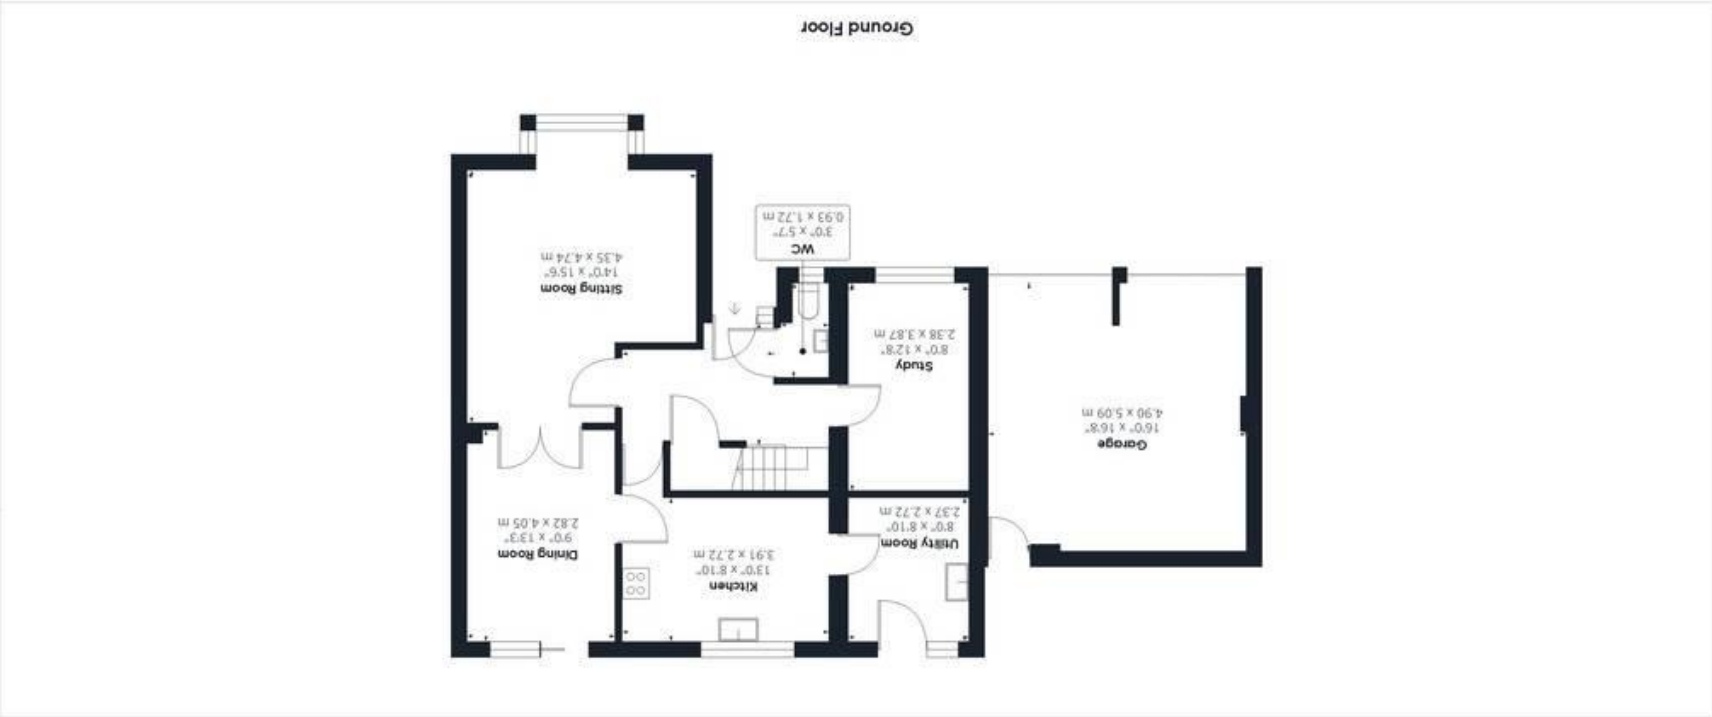 Kitchen
13'0" x 8'10"
3.91 x 2.72 m
Dining Room
9'0" x 13'3"
2.82 x 4.05 m
Utility Room
8'0" x 8'10"
2.37 x 2.72 m
Garage
16'0" x 16'8"
4.90 x 5.09 m
Study
8'0" x 12'8"
2.38 x 3.87 m
Sitting Room
14'0" x 15'6"
4.35 x 4.74 m
WC
3'0" x 5'7"
0.93 x 1.72 m
Ground Floor